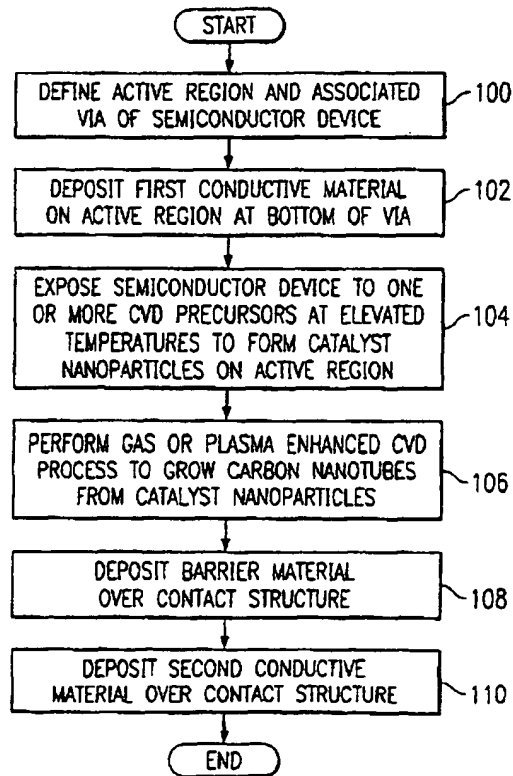 START
DEFINE ACTIVE REGION AND ASSOCIATED
VIA OF SEMICONDUCTOR DEVICE
100
DEPOSIT FIRST CONDUCTIVE MATERIAL
ON ACTIVE REGION AT BOTTOM OF VIA
102
EXPOSE SEMICONDUCTOR DEVICE TO ONE
OR MORE CVD PRECURSORS AT ELEVATED
TEMPERATURES TO FORM CATALYST
NANOPARTICLES ON ACTIVE REGION
104
PERFORM GAS OR PLASMA ENHANCED CVD
PROCESS TO GROW CARBON NANOTUBES
FROM CATALYST NANOPARTICLES
106
DEPOSIT BARRIER MATERIAL
OVER CONTACT STRUCTURE
108
DEPOSIT SECOND CONDUCTIVE
MATERIAL OVER CONTACT STRUCTURE
110
END